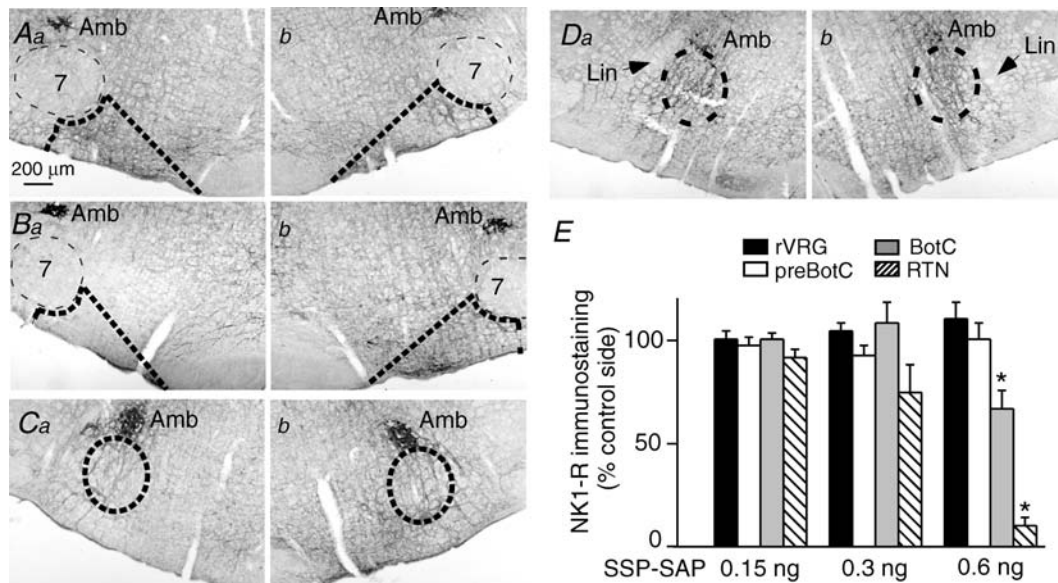 Aa Amb
7
200 μm
b Amb
7
Ba Amb
7
b Amb
7
Ca Amb
b Amb
Da Amb
Lin
b Amb
Lin
E
rVRG BotC
preBotC RTN
NK1-R immunostaining
(% control side)
100
50
0
* *
SSP-SAP 0.15 ng 0.3 ng 0.6 ng